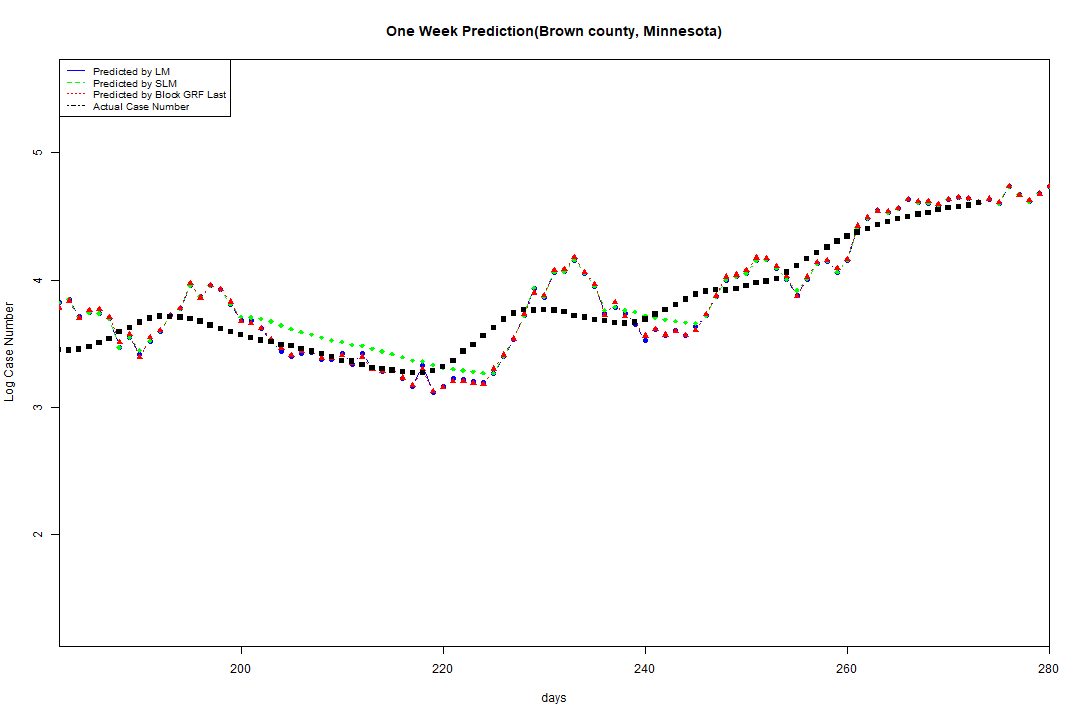 One Week Prediction(Brown county, Minnesota)
Predicted by LM
Predicted by SLM
Predicted by Block GRF Last
Actual Case Number
5
4
3
2
Log Case Number
200 220 240 260 280
days